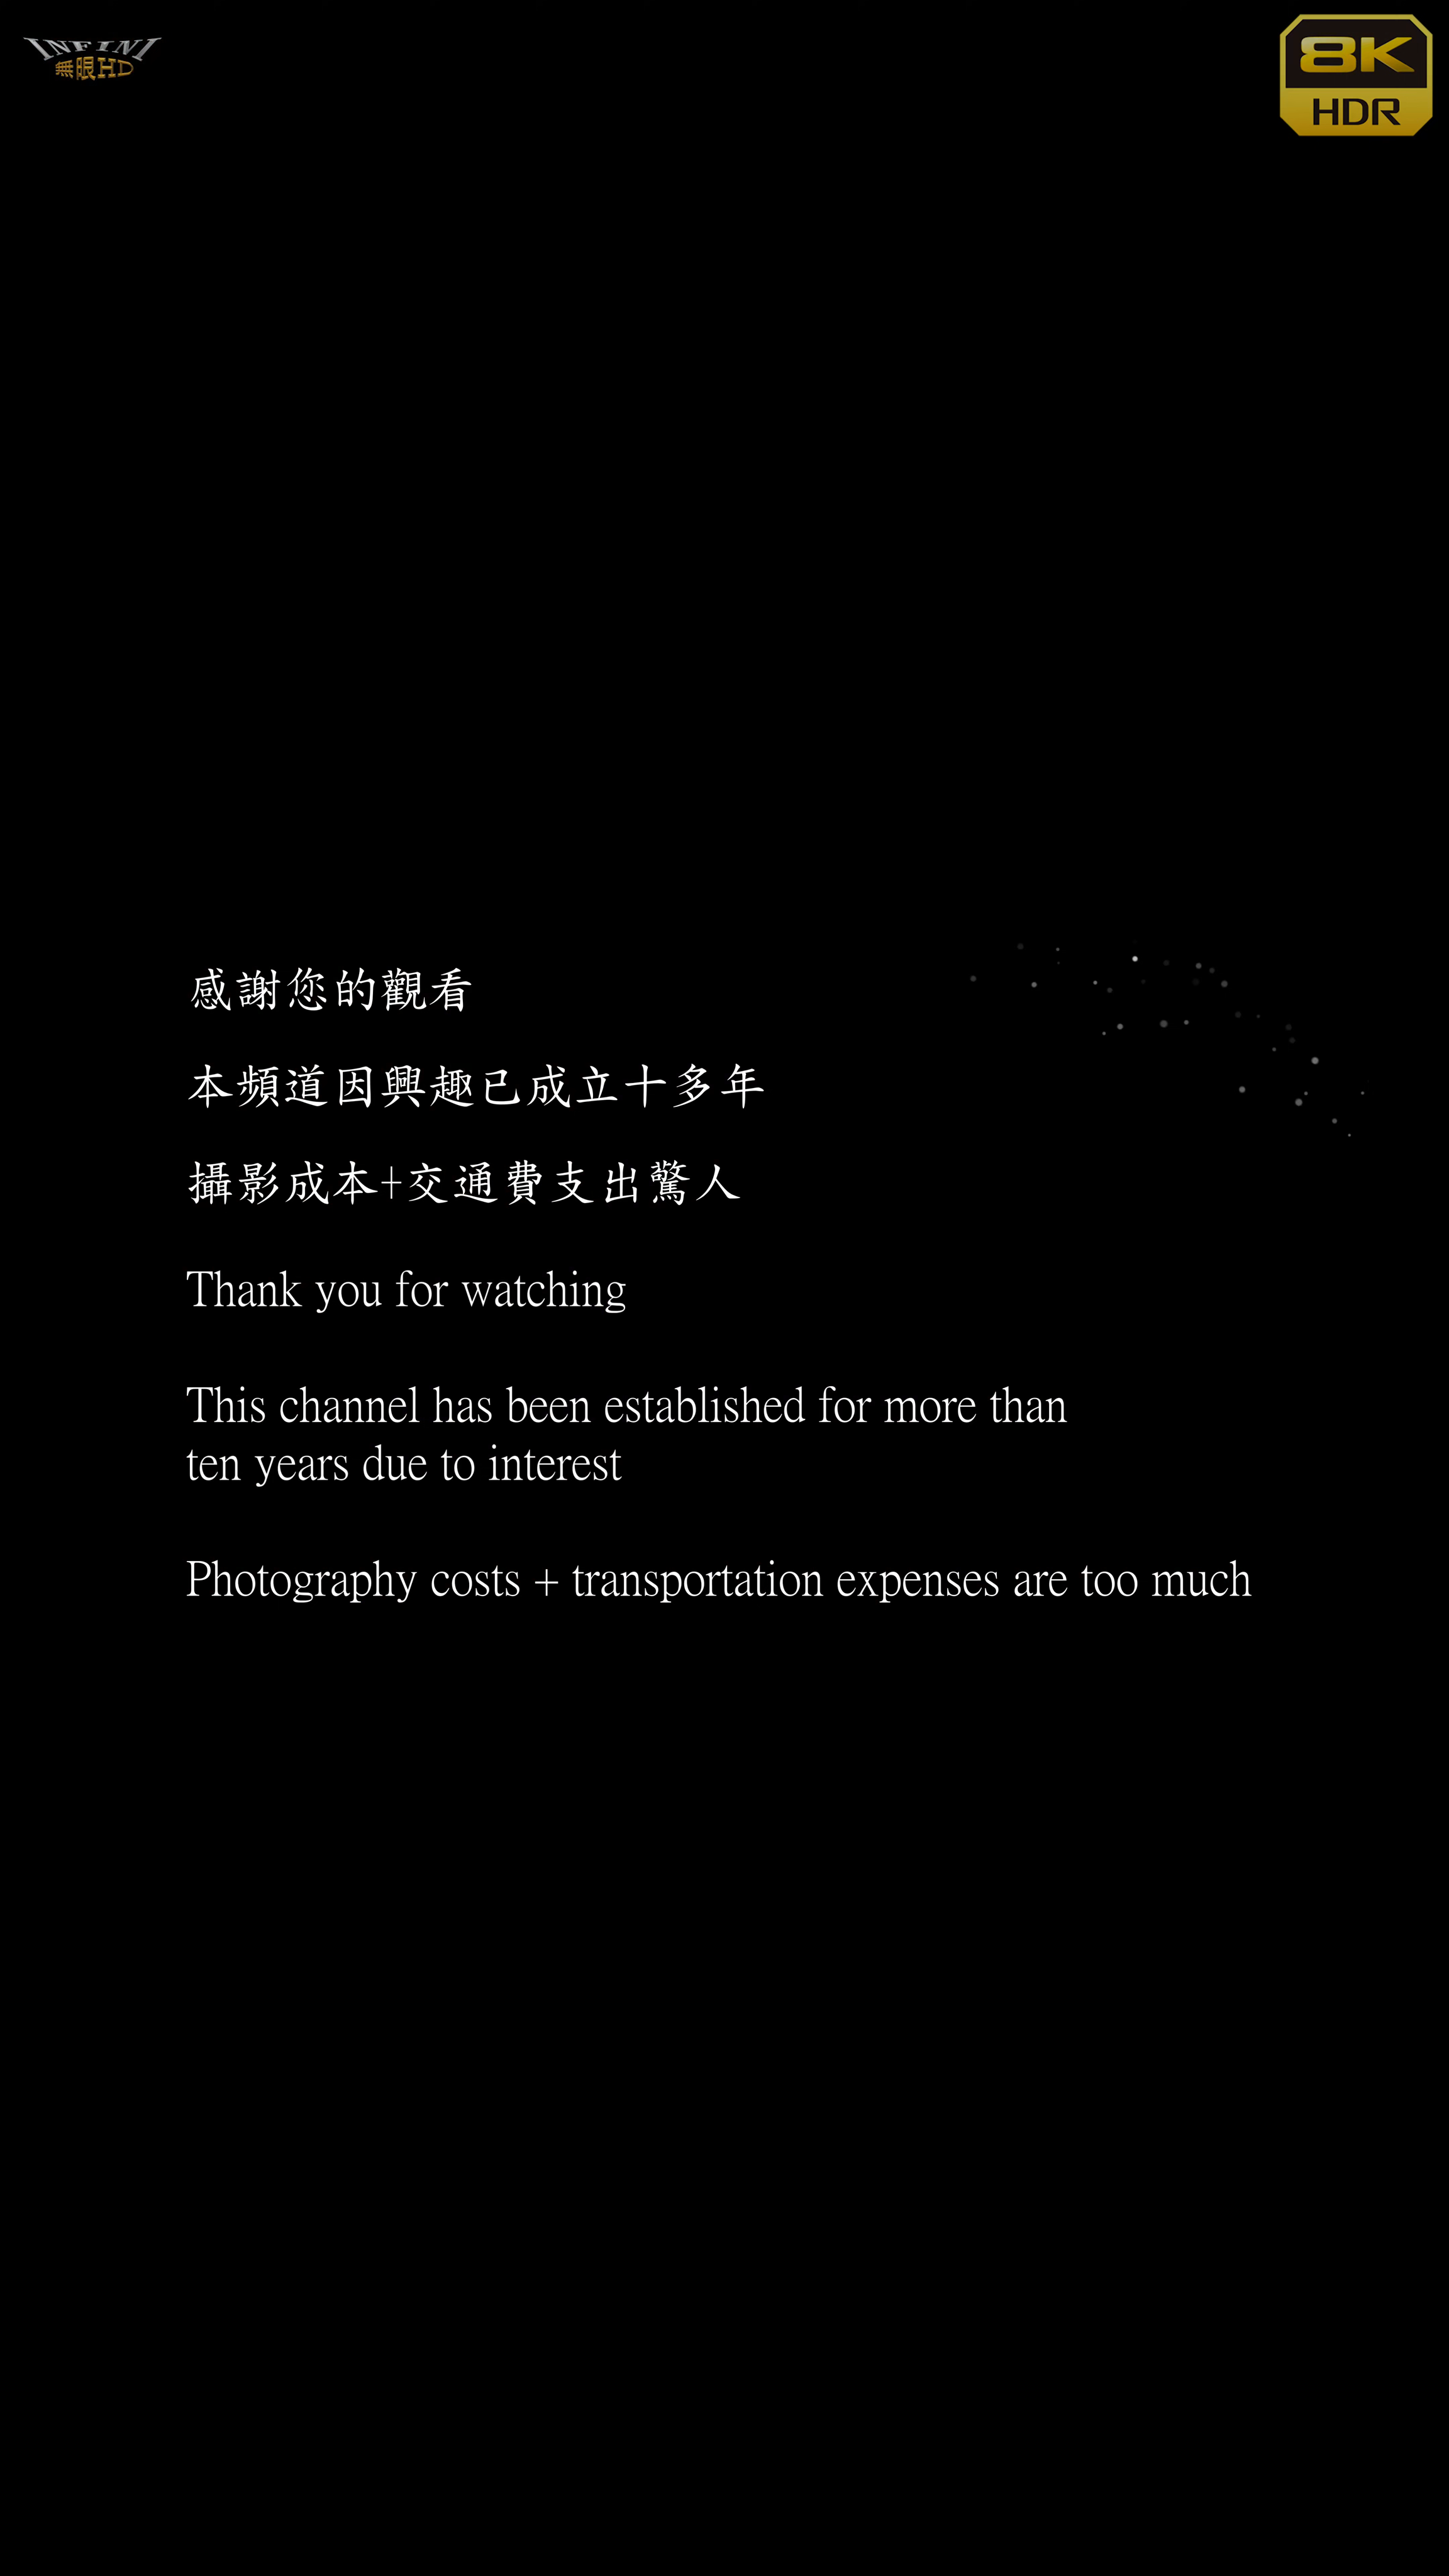 INFINI
無限HD
8K
HDR
感謝您的觀看
本頻道因興趣已成立十多年
攝影成本+交通費支出驚人
Thank you for watching
This channel has been established for more than
ten years due to interest
Photography costs + transportation expenses are too much